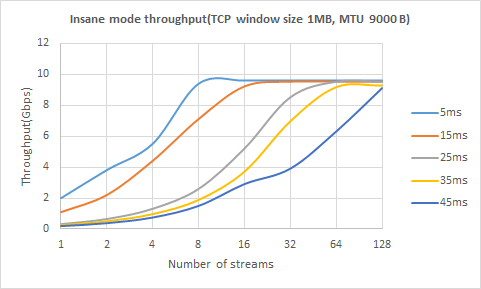 Insane mode throughput(TCP window size 1MB, MTU 9000 B)
Throughput(Gbps)
12
10
8
6
4
2
0
1 2 4 8 16 32 64 128
Number of streams
5ms
15ms
25ms
35ms
45ms